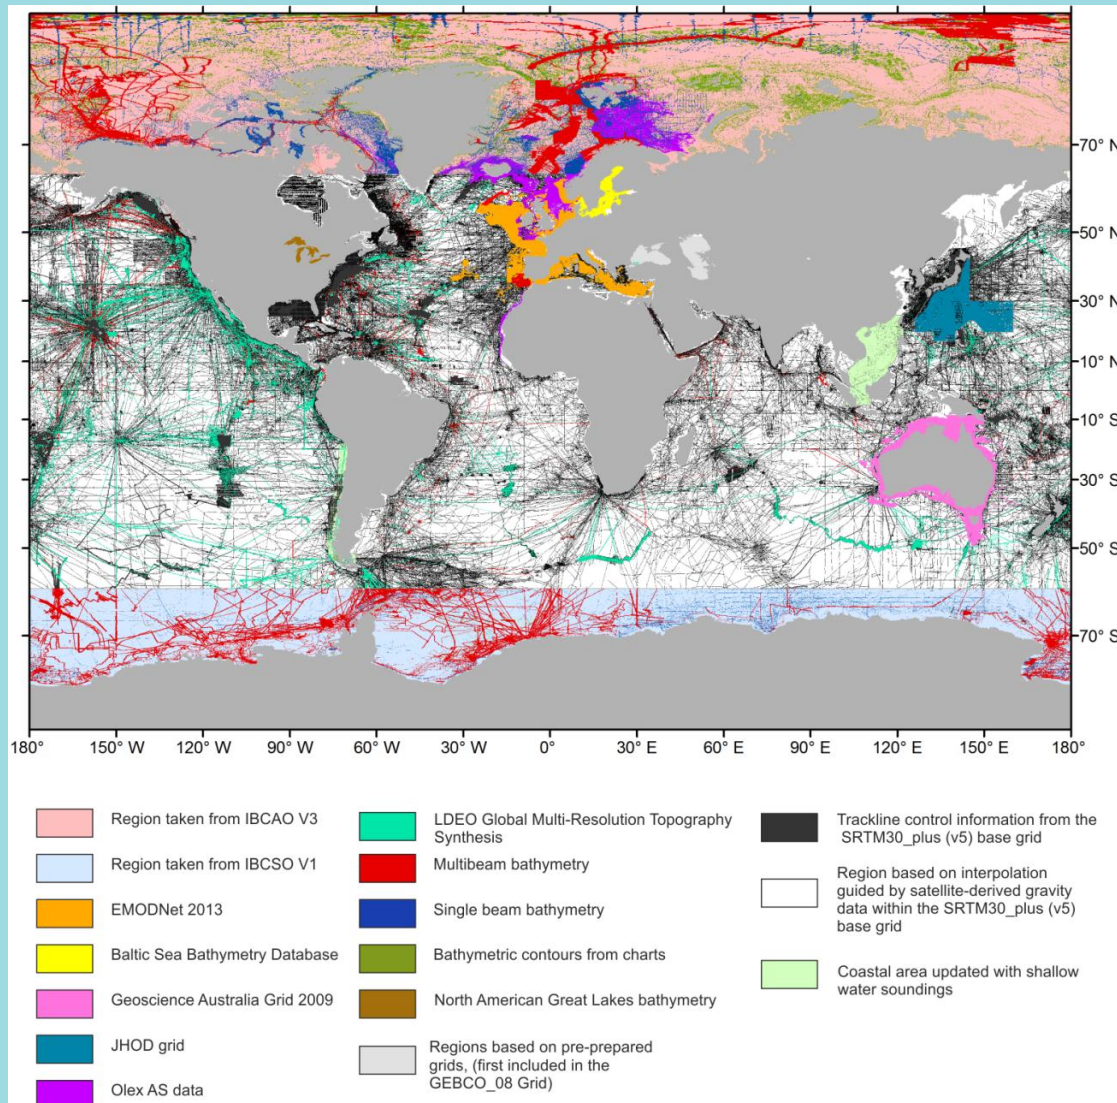 70° N
50° N
30° N
10° N
10° S
30° S
50° S
70° S
180° 150° W 120° W 90° W 60° W 30° W 0° 30° E 60° E 90° E 120° E 150° E 180°
Region taken from IBCAO V3
Region taken from IBCSO V1
EMODNet 2013
Baltic Sea Bathymetry Database
Geoscience Australia Grid 2009
JHOD grid
Olex AS data
LDEO Global Multi-Resolution Topography
Synthesis
Multibeam bathymetry
Single beam bathymetry
Bathymetric contours from charts
North American Great Lakes bathymetry
Regions based on pre-prepared
grids, (first included in the
GEBCO_08 Grid)
Trackline control information from the
SRTM30_plus (v5) base grid
Region based on interpolation
guided by satellite-derived gravity
data within the SRTM30_plus (v5)
base grid
Coastal area updated with shallow
water soundings